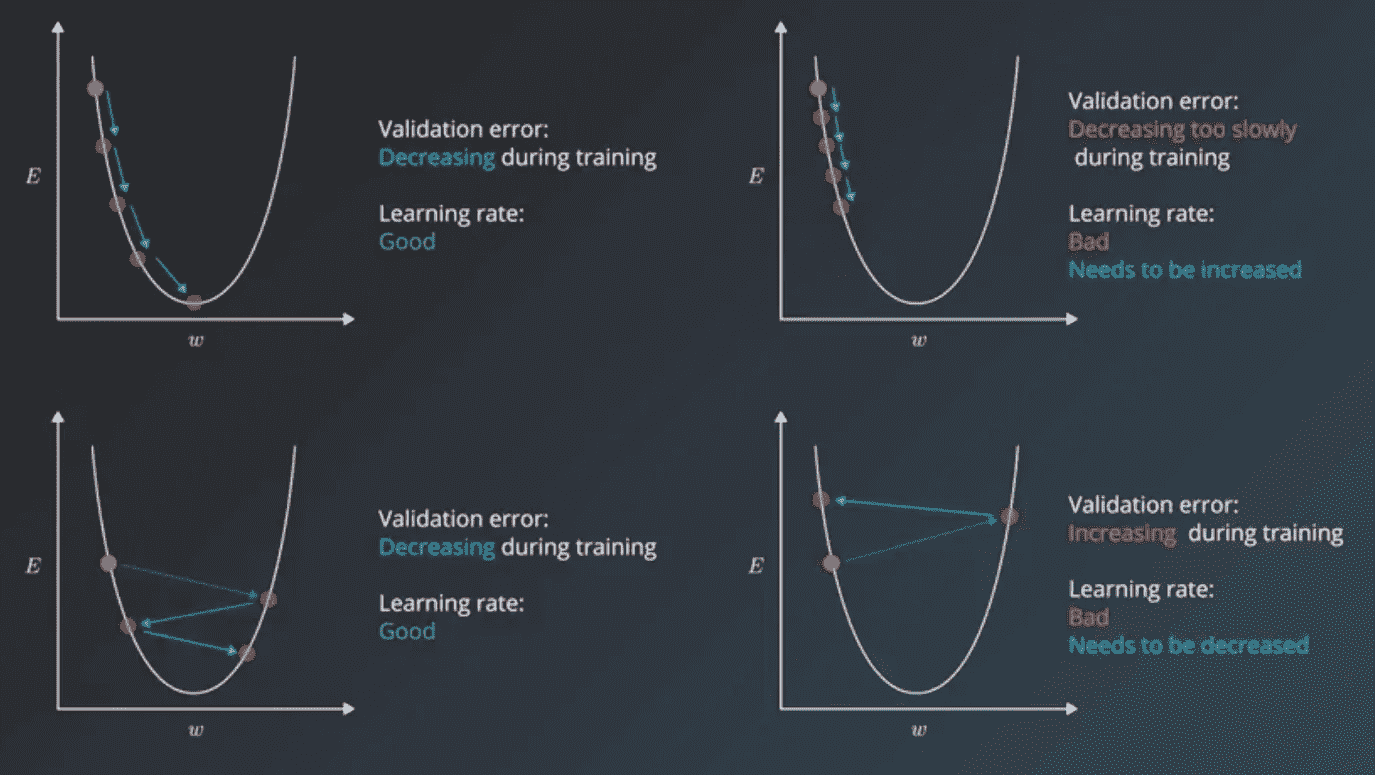 E
w
Validation error:
Decreasing during training
Learning rate:
Good
E
w
Validation error:
Decreasing too slowly
during training
Learning rate:
Bad
Needs to be increased
E
w
Validation error:
Decreasing during training
Learning rate:
Good
E
w
Validation error:
Increasing during training
Learning rate:
Bad
Needs to be decreased